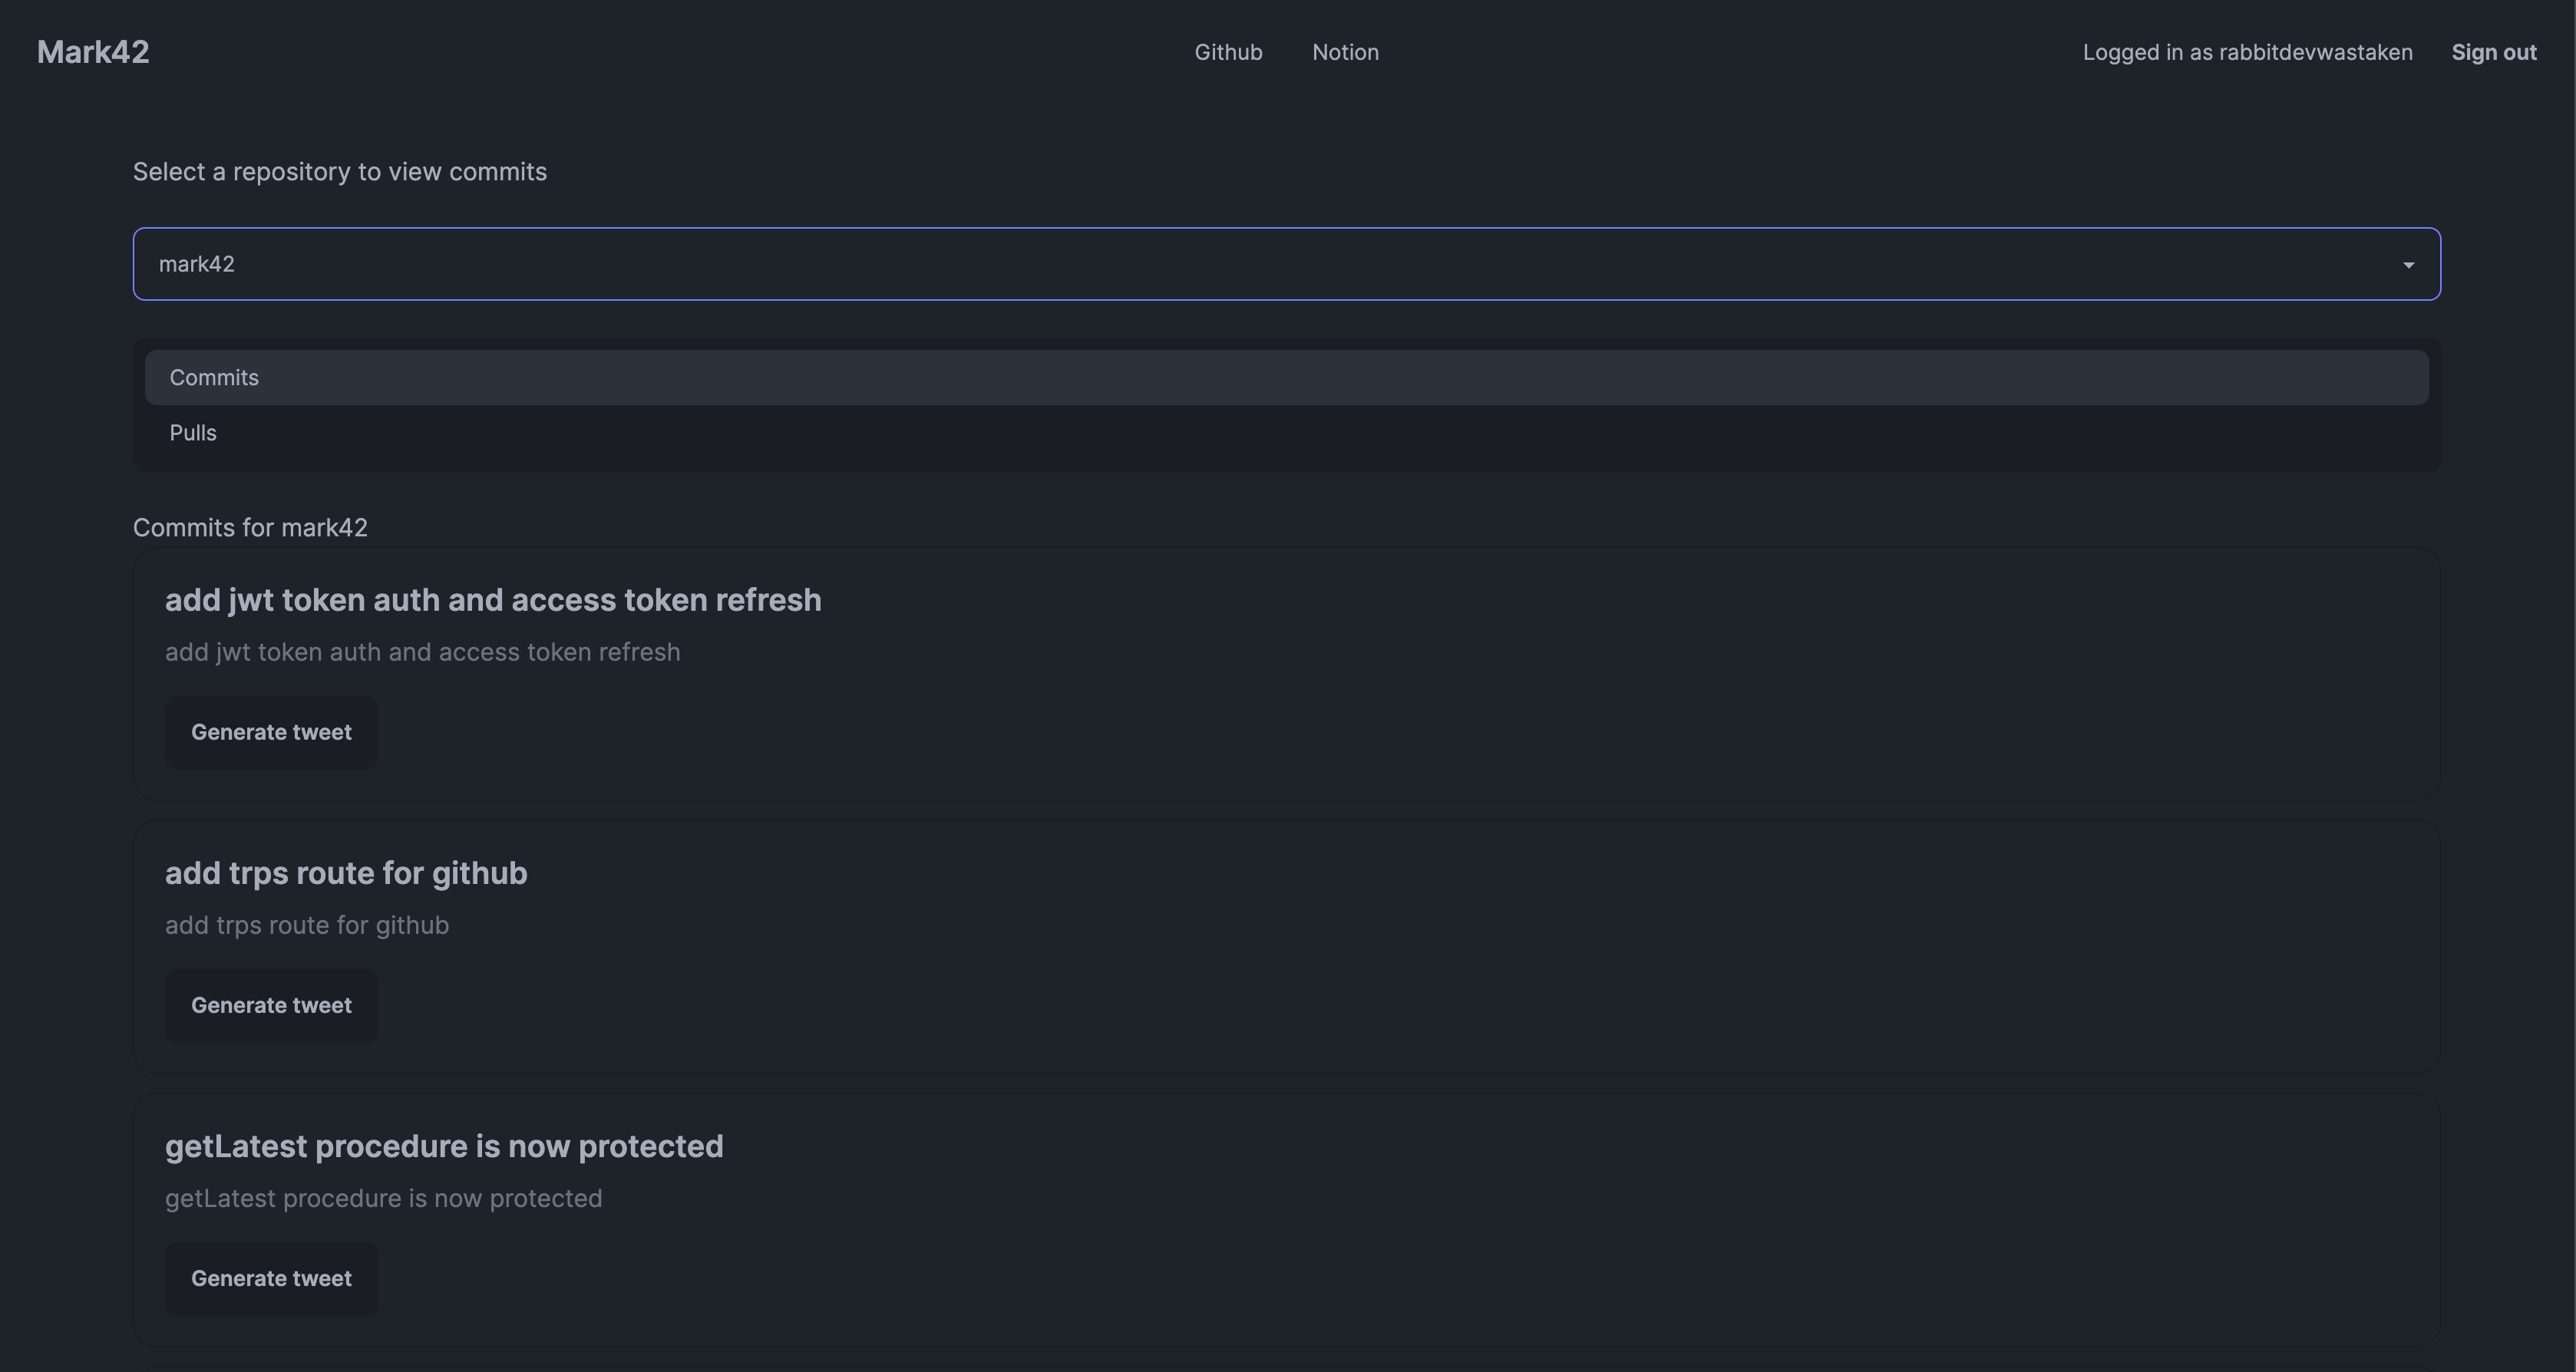 Mark42
Github
Notion
Logged in as rabbitdevwastaken
Sign out
Select a repository to view commits
mark42
Commits
Pulls
Commits for mark42
add jwt token auth and access token refresh
add jwt token auth and access token refresh
Generate tweet
add trps route for github
add trps route for github
Generate tweet
getLatest procedure is now protected
getLatest procedure is now protected
Generate tweet